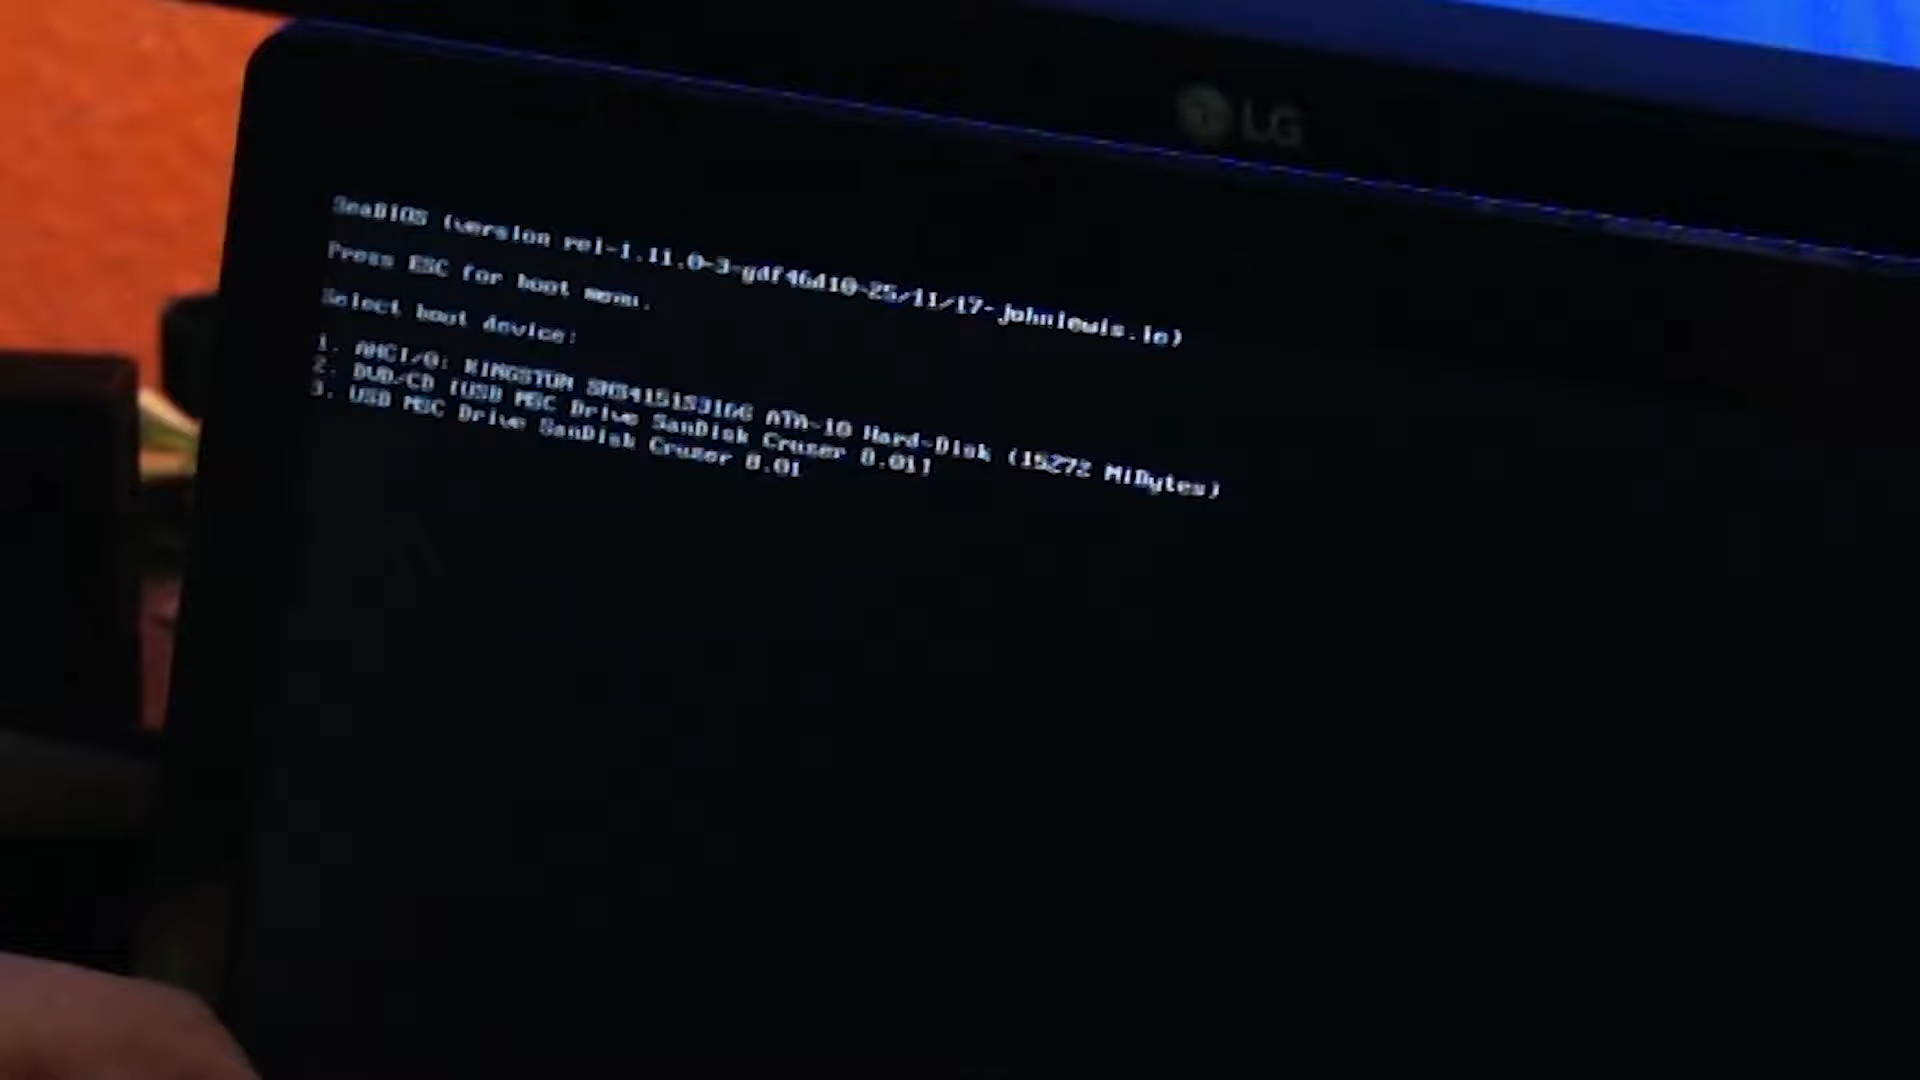 LG
SeaBIOS (version rel-1.11.0-3-gdf46d10-25/11/17-johnlewis.ie)
Press ESC for boot menu.
Select boot device:
1. AHCI/0: KINGSTON SMS4151S316G ATA-10 Hard-Disk (15272 MiBytes)
2. DVD/CD [USB MSC Drive SanDisk Cruzer 8.01]
3. USB MSC Drive SanDisk Cruzer 8.01